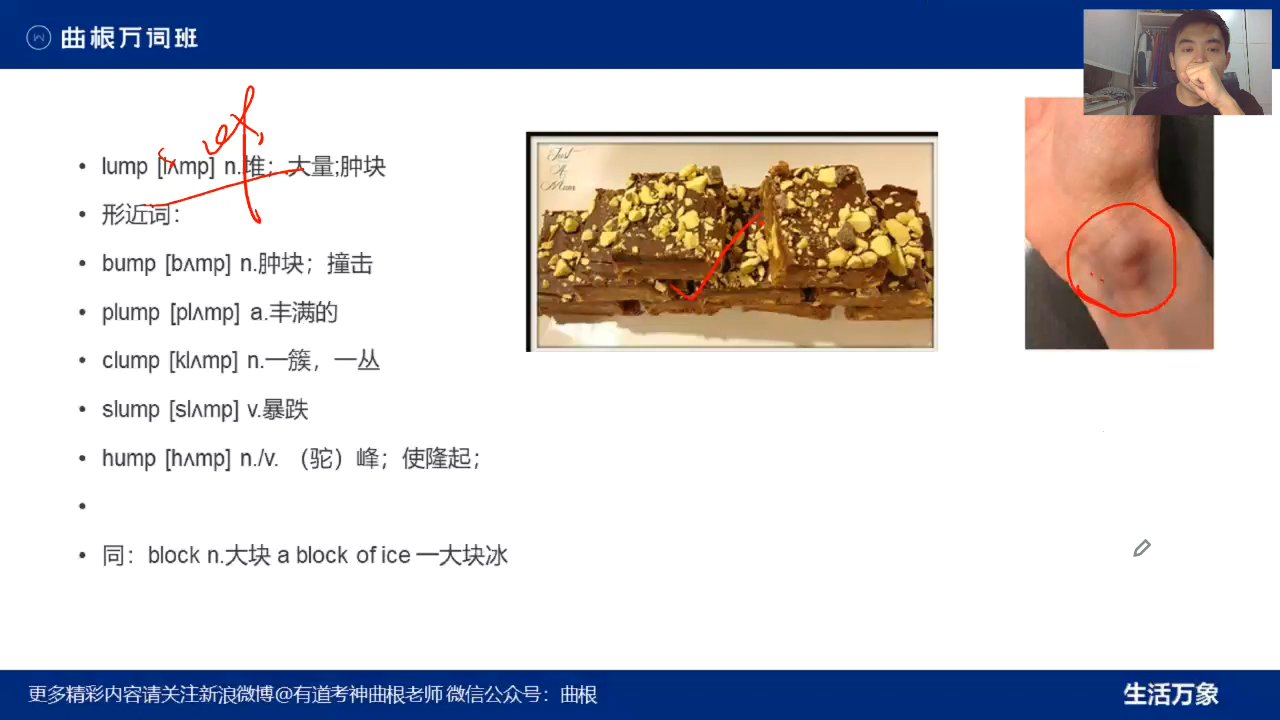 曲根万词班
lump [lʌmp] n.堆；大量;肿块
形近词：
bump [bʌmp] n.肿块；撞击
plump [plʌmp] a.丰满的
clump [klʌmp] n.一簇，一丛
slump [slʌmp] v.暴跌
hump [hʌmp] n./v. （驼）峰；使隆起；
同：block n.大块 a block of ice 一大块冰
Just
A
Mum
更多精彩内容请关注新浪微博@有道考神曲根老师 微信公众号：曲根
生活万象